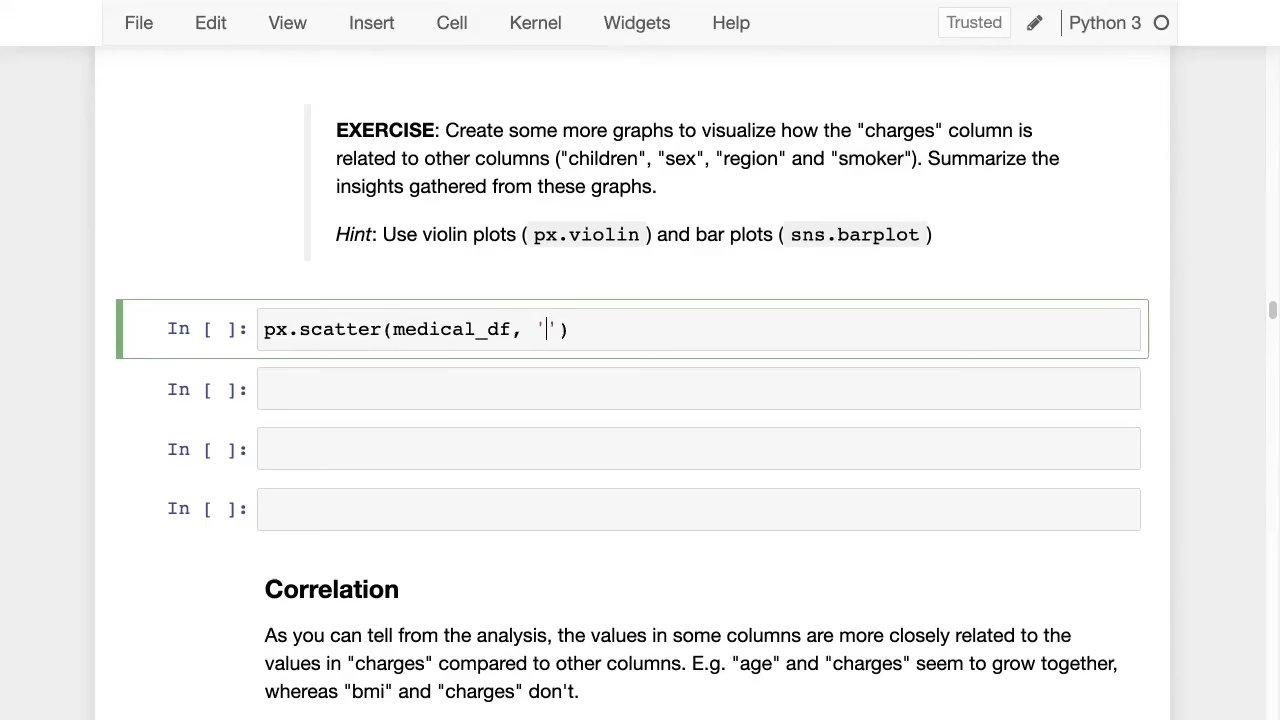 File Edit View Insert Cell Kernel Widgets Help Trusted Python 3
EXERCISE: Create some more graphs to visualize how the "charges" column is
related to other columns ("children", "sex", "region" and "smoker"). Summarize the
insights gathered from these graphs.
Hint: Use violin plots ( px.violin ) and bar plots ( sns.barplot )
In [ ]: px.scatter(medical_df, '')
In [ ]:
In [ ]:
In [ ]:
Correlation
As you can tell from the analysis, the values in some columns are more closely related to the
values in "charges" compared to other columns. E.g. "age" and "charges" seem to grow together,
whereas "bmi" and "charges" don't.